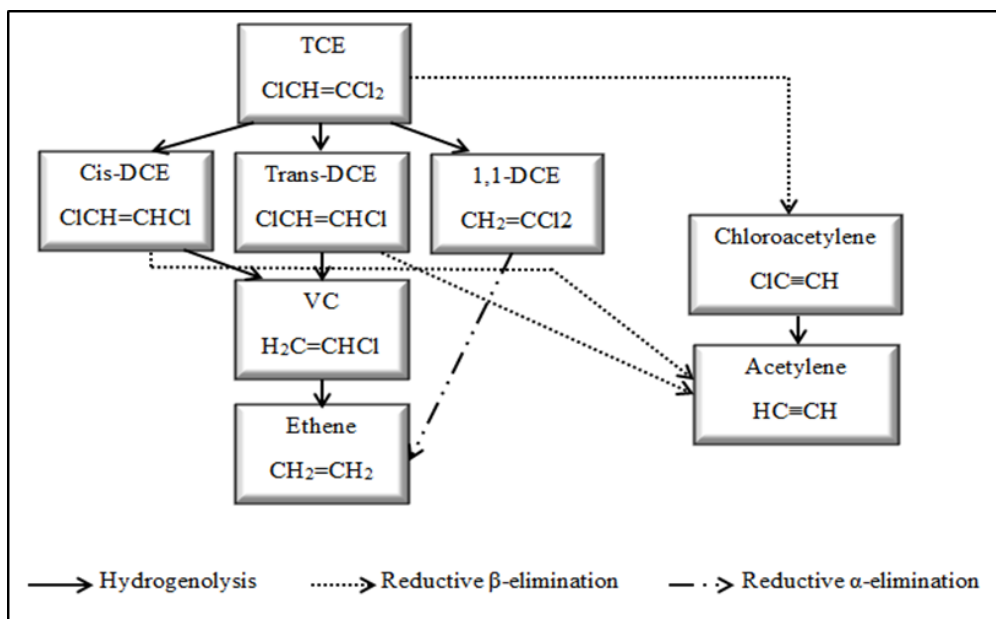 TCE
ClCH=CCl₂
Cis-DCE
ClCH=CHCl
Trans-DCE
ClCH=CHCl
1,1-DCE
CH₂=CCl2
Chloroacetylene
ClC≡CH
VC
H₂C=CHCl
Acetylene
HC≡CH
Ethene
CH₂=CH₂
Hydrogenolysis
Reductive β-elimination
Reductive α-elimination